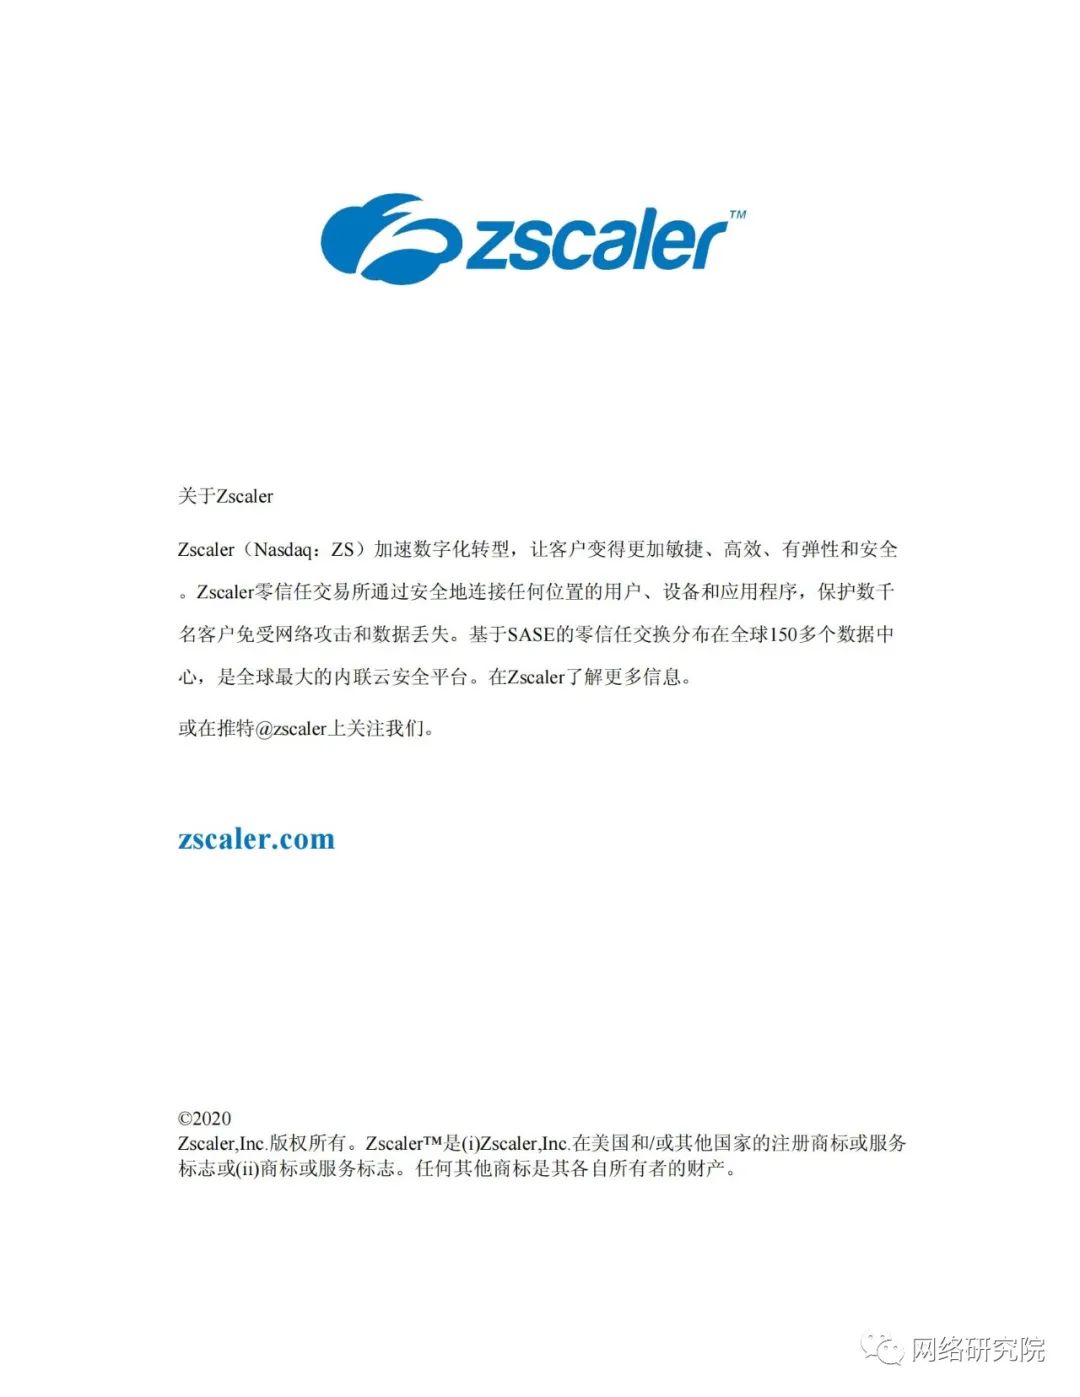 zscaler™
关于Zscaler
Zscaler（Nasdaq：ZS）加速数字化转型，让客户变得更加敏捷、高效、有弹性和安全
。Zscaler零信任交易所通过安全地连接任何位置的用户、设备和应用程序，保护数千
名客户免受网络攻击和数据丢失。基于SASE的零信任交换分布在全球150多个数据中
心，是全球最大的内联云安全平台。在Zscaler了解更多信息。
或在推特@zscaler上关注我们。
zscaler.com
©2020
Zscaler,Inc.版权所有。Zscaler™是(i)Zscaler,Inc.在美国和/或其他国家的注册商标或服务
标志或(ii)商标或服务标志。任何其他商标是其各自所有者的财产。
网络研究院